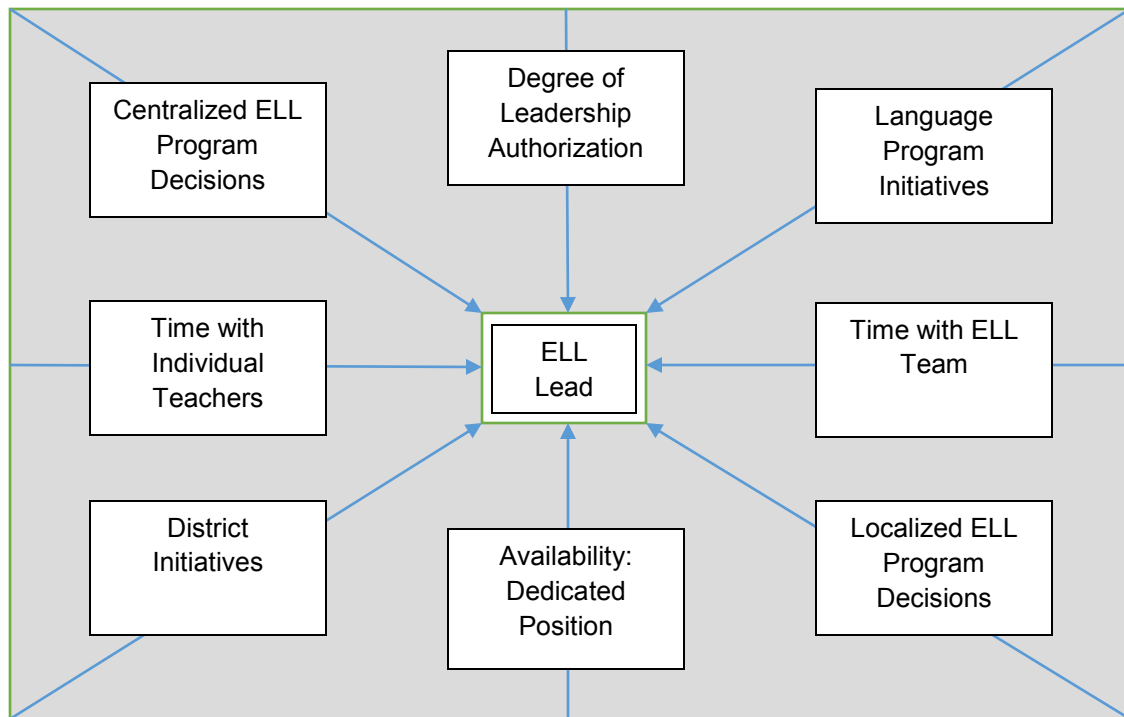 Centralized ELL
Program
Decisions
Degree of
Leadership
Authorization
Language
Program
Initiatives
Time with
Individual
Teachers
ELL
Lead
Time with ELL
Team
District
Initiatives
Availability:
Dedicated
Position
Localized ELL
Program
Decisions